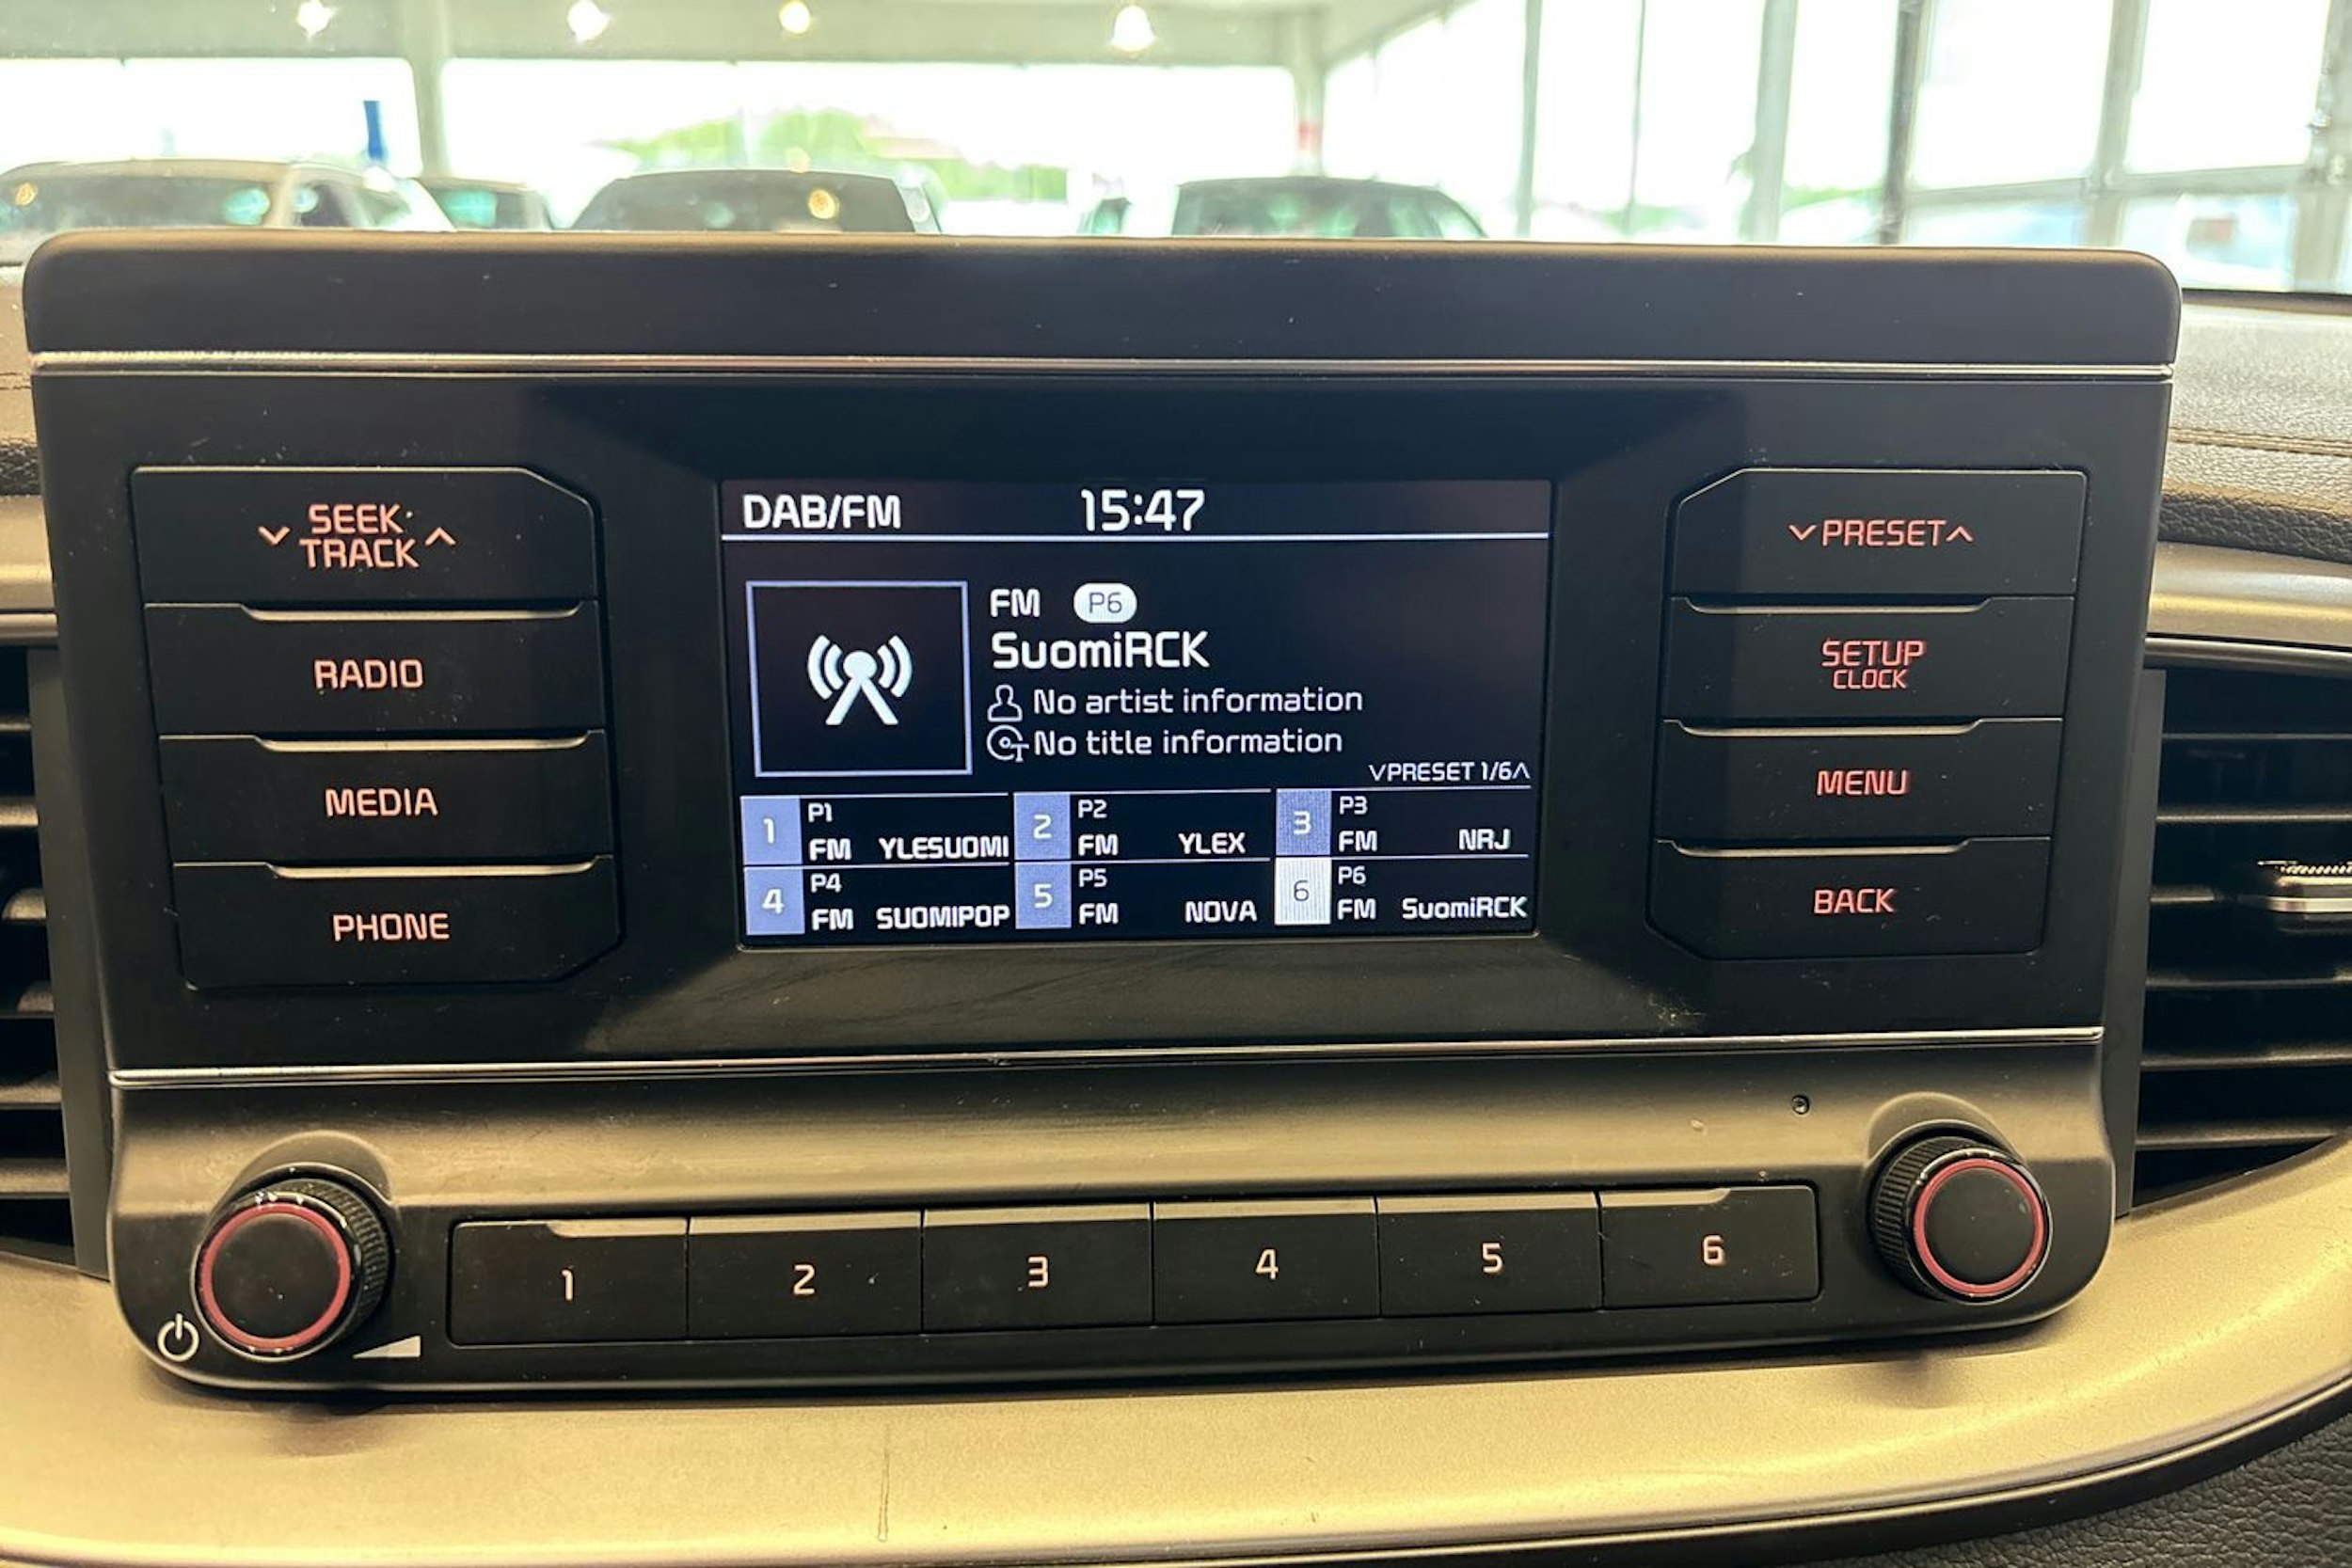 SEEK
TRACK
RADIO
MEDIA
PHONE
DAB/FM 15:47
FM P6
SuomiRCK
No artist information
No title information
PRESET 1/6
1 P1 FM YLESUOMI
2 P2 FM YLEX
3 P3 FM NRJ
4 P4 FM SUOMIPOP
5 P5 FM NOVA
6 P6 FM SuomiRCK
PRESET
SETUP
CLOCK
MENU
BACK
1 2 3 4 5 6